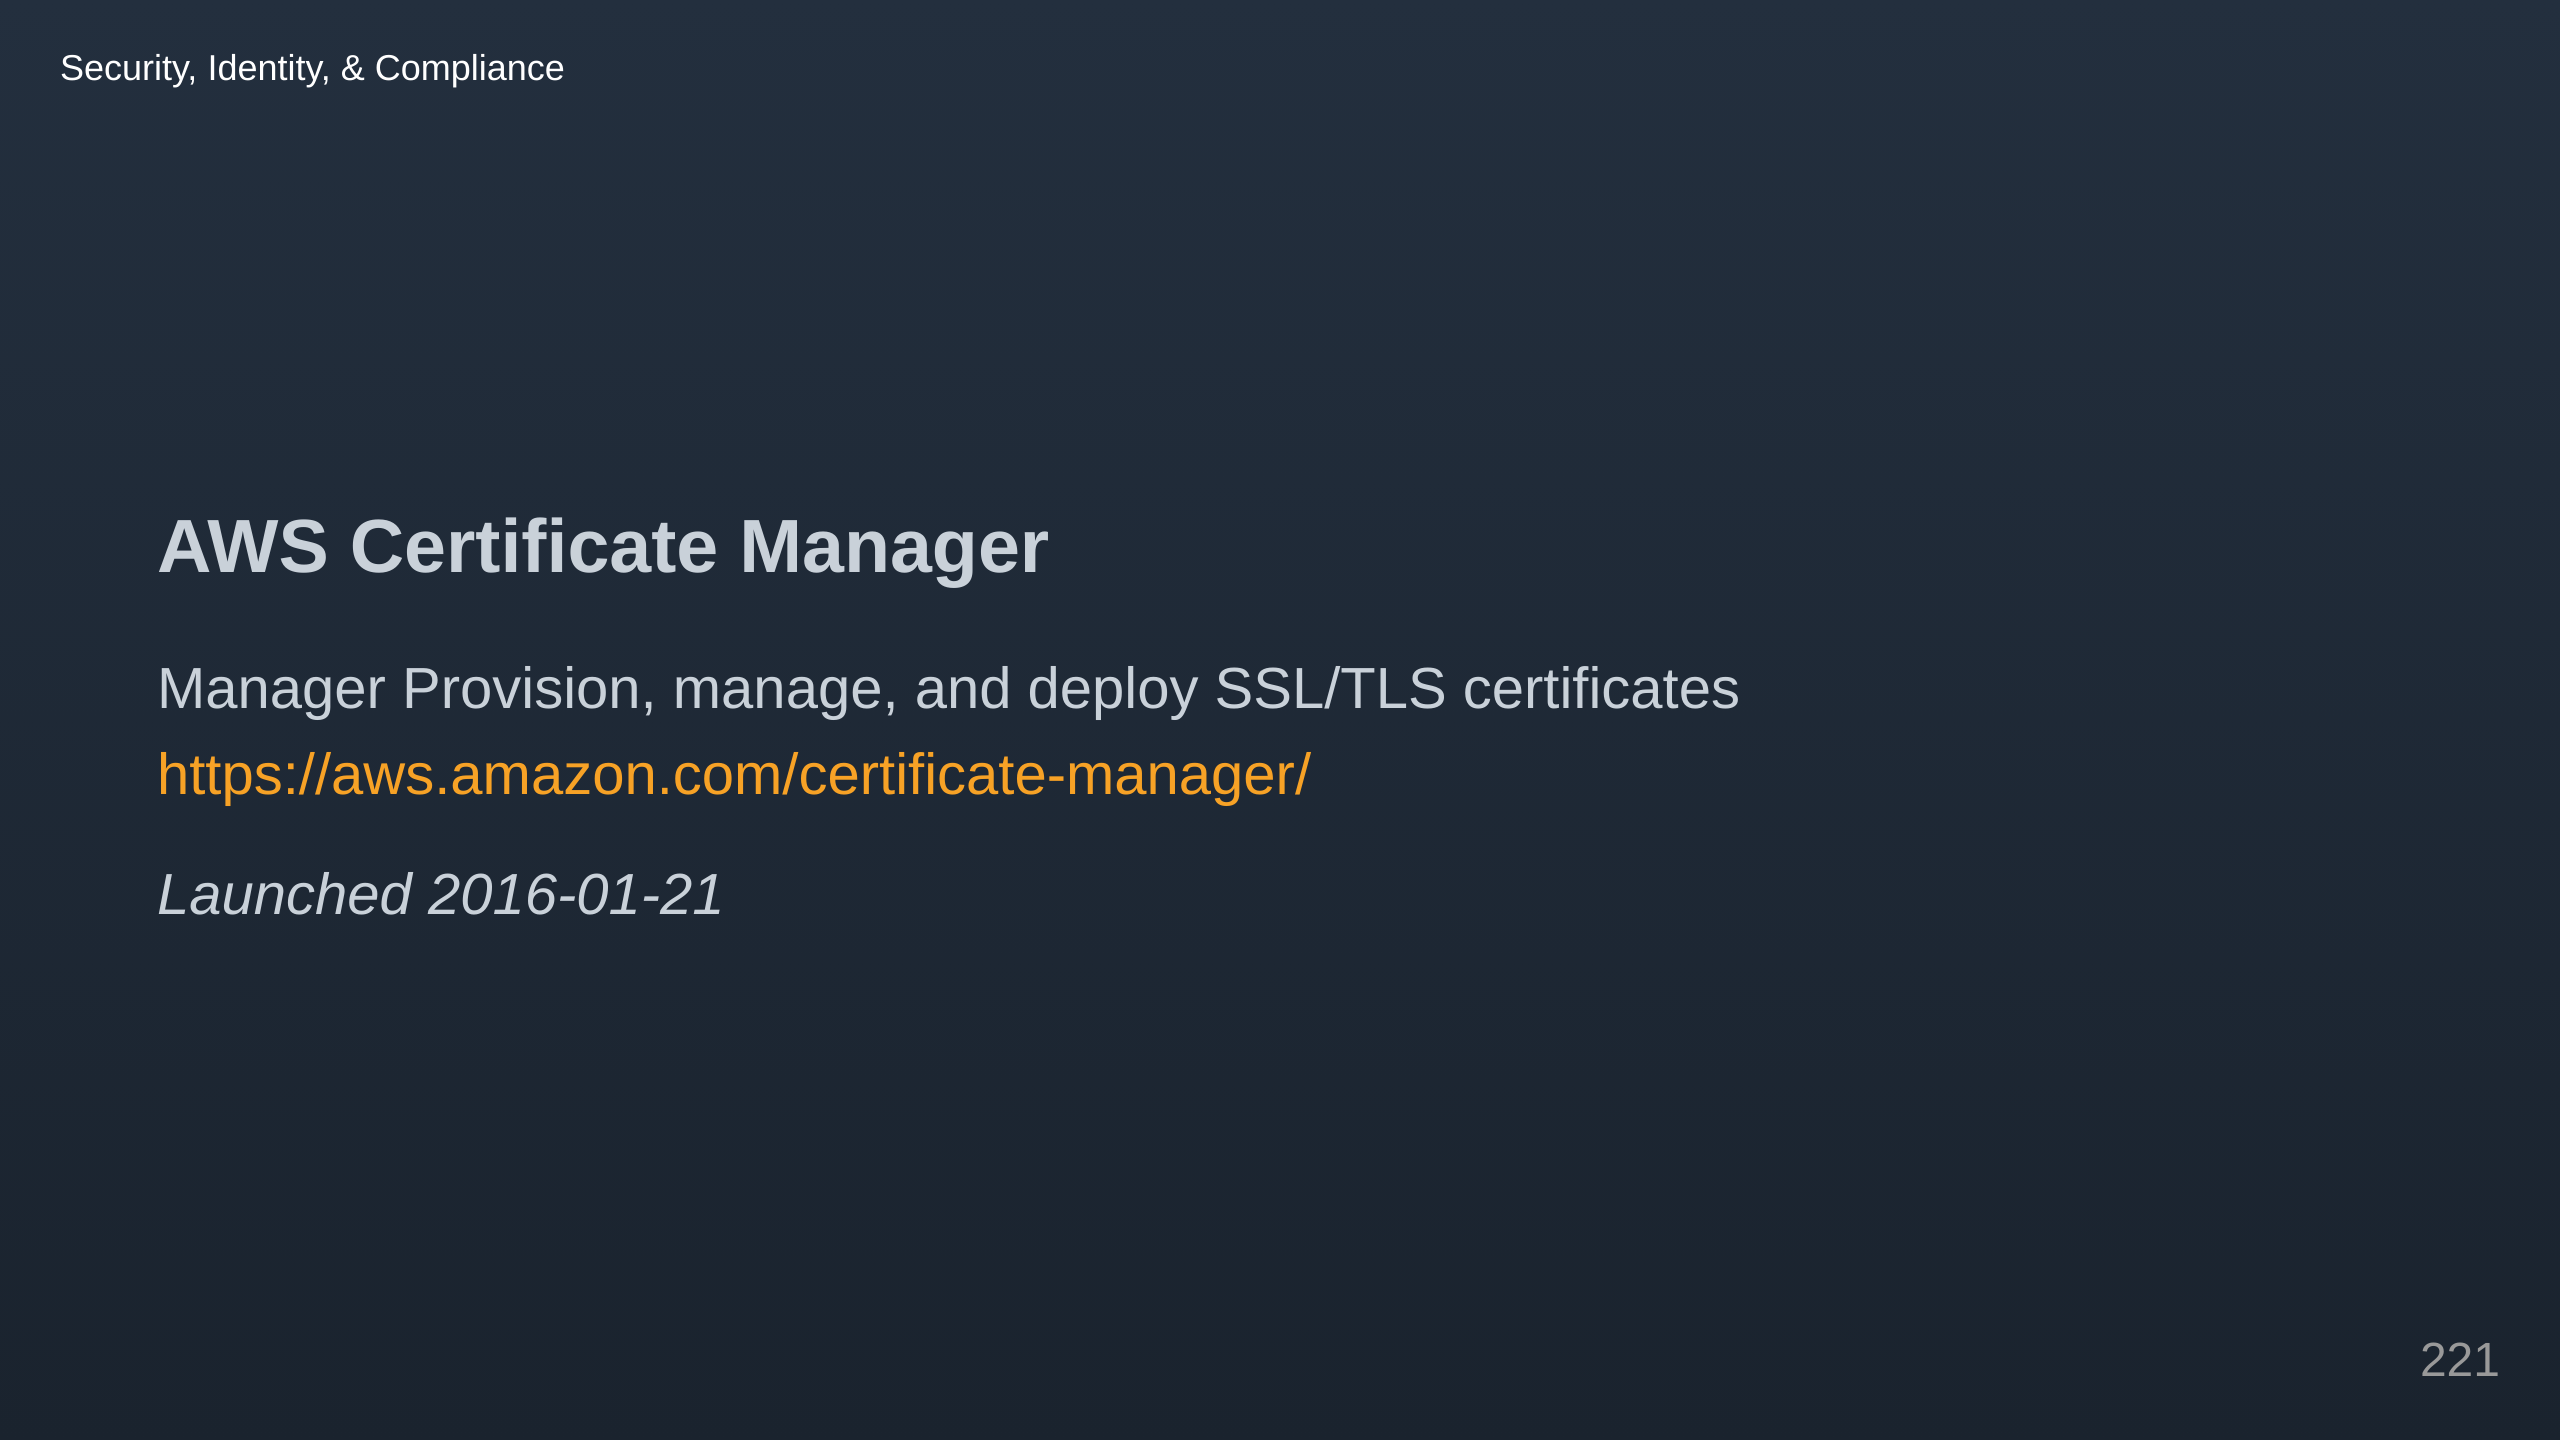 Security, Identity, & Compliance
AWS Certificate Manager
Manager Provision, manage, and deploy SSL/TLS certificates
https://aws.amazon.com/certificate-manager/
Launched 2016-01-21
221